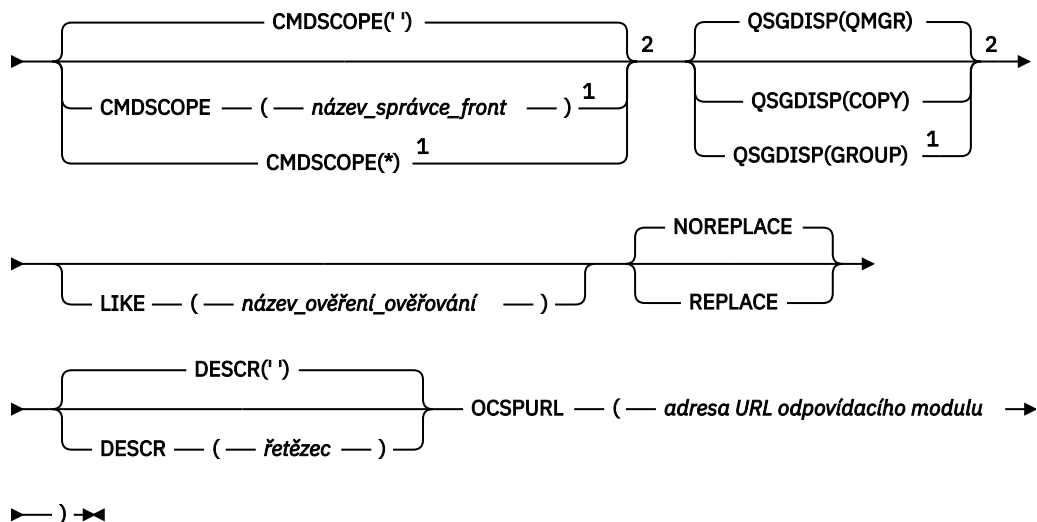 CMDSCOPE(' ')
CMDSCOPE ( název_správce_front ) 1
CMDSCOPE(*) 1
2
QSGDISP(QMGR)
QSGDISP(COPY)
QSGDISP(GROUP) 1
2
LIKE ( název_ověření_ověřování )
NOREPLACE
REPLACE
DESCR(' ')
DESCR ( řetězec )
OCSPURL ( adresa URL odpovídacího modulu
)